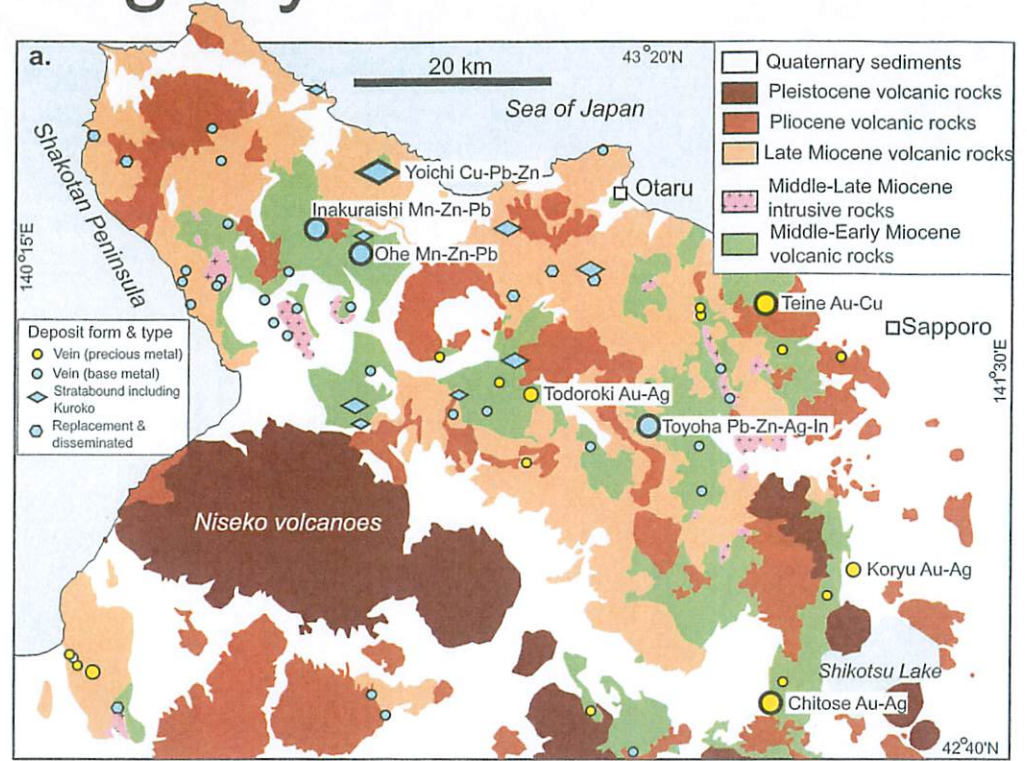 a.
20 km
43°20'N
Sea of Japan
Shakotan Peninsula
140°15'E
Yoichi Cu-Pb-Zn
Otaru
Inakuraishi Mn-Zn-Pb
Ohe Mn-Zn-Pb
Teine Au-Cu
Sapporo
141°30'E
Todoroki Au-Ag
Toyoha Pb-Zn-Ag-In
Niseko volcanoes
Koryu Au-Ag
Shikotsu Lake
Chitose Au-Ag
42°40'N
Quaternary sediments
Pleistocene volcanic rocks
Pliocene volcanic rocks
Late Miocene volcanic rocks
Middle-Late Miocene
intrusive rocks
Middle-Early Miocene
volcanic rocks
Deposit form & type
Vein (precious metal)
Vein (base metal)
Stratabound including
Kuroko
Replacement &
disseminated